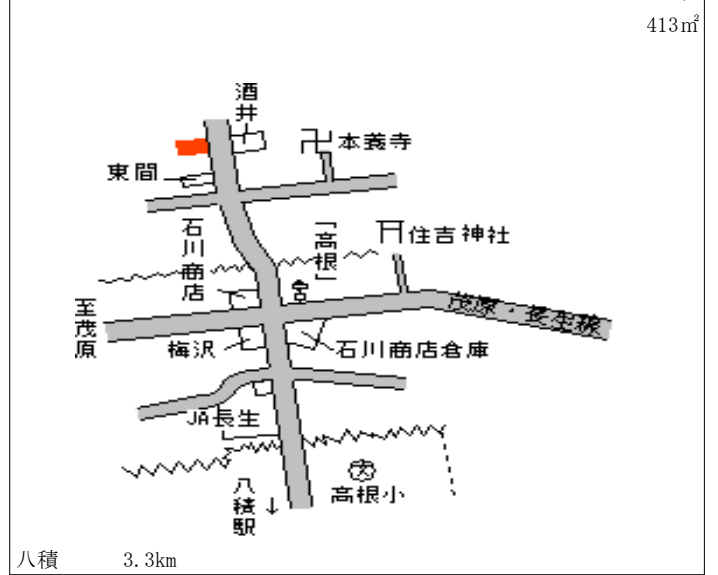 413㎡
酒井
本養寺
東間
石川商店
「高根」
住吉神社
至茂原
茂原・長生線
梅沢
石川商店倉庫
JA長生
高根小
八積駅↓
八積 3.3km